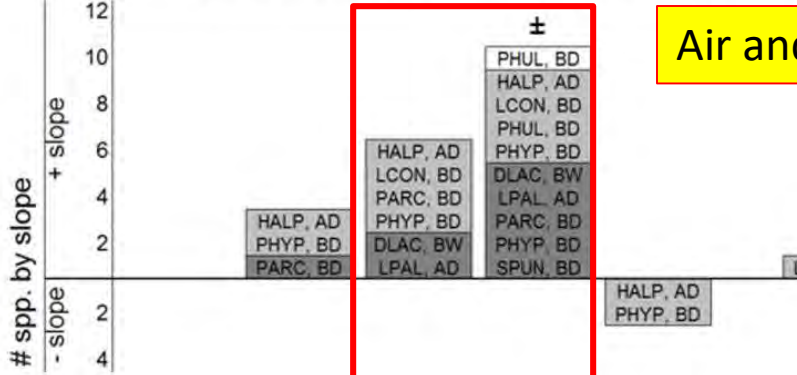 12
10
8
6
4
2
2
4
# spp. by slope
+ slope
- slope
HALP, AD
PHYP, BD
PARC, BD
HALP, AD
LCON, BD
PARC, BD
PHYP, BD
DLAC, BW
LPAL, AD
±
PHUL, BD
HALP, AD
LCON, BD
PHUL, BD
PHYP, BD
DLAC, BW
LPAL, AD
PARC, BD
PHYP, BD
SPUN, BD
HALP, AD
PHYP, BD
Air